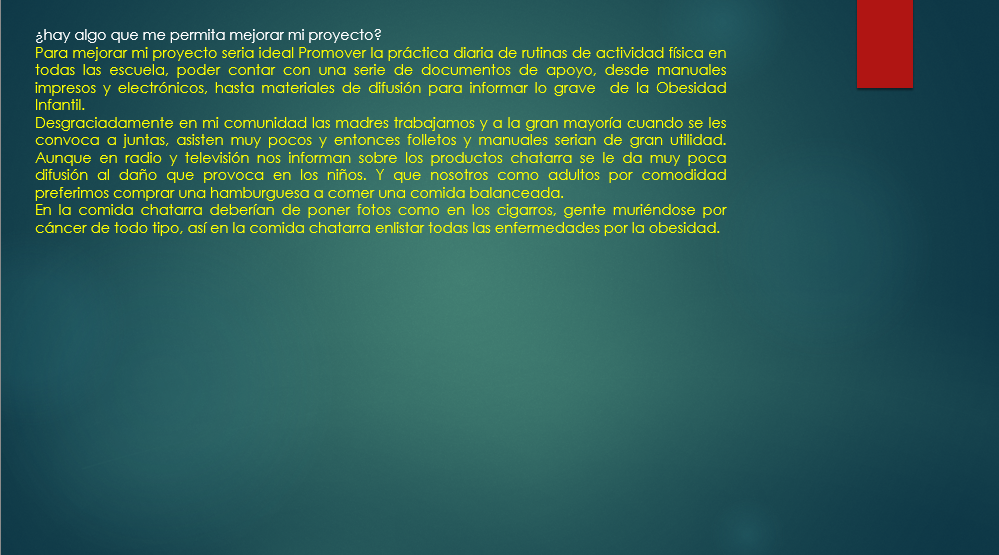 ¿hay algo que me permita mejorar mi proyecto?
Para mejorar mi proyecto seria ideal Promover la práctica diaria de rutinas de actividad física en
todas las escuela, poder contar con una serie de documentos de apoyo, desde manuales
impresos y electrónicos, hasta materiales de difusión para informar lo grave de la Obesidad
Infantil.
Desgraciadamente en mi comunidad las madres trabajamos y a la gran mayoría cuando se les
convoca a juntas, asisten muy pocos y entonces folletos y manuales serian de gran utilidad.
Aunque en radio y televisión nos informan sobre los productos chatarra se le da muy poca
difusión al daño que provoca en los niños. Y que nosotros como adultos por comodidad
preferimos comprar una hamburguesa a comer una comida balanceada.
En la comida chatarra deberían de poner fotos como en los cigarros, gente muriéndose por
cáncer de todo tipo, así en la comida chatarra enlistar todas las enfermedades por la obesidad.